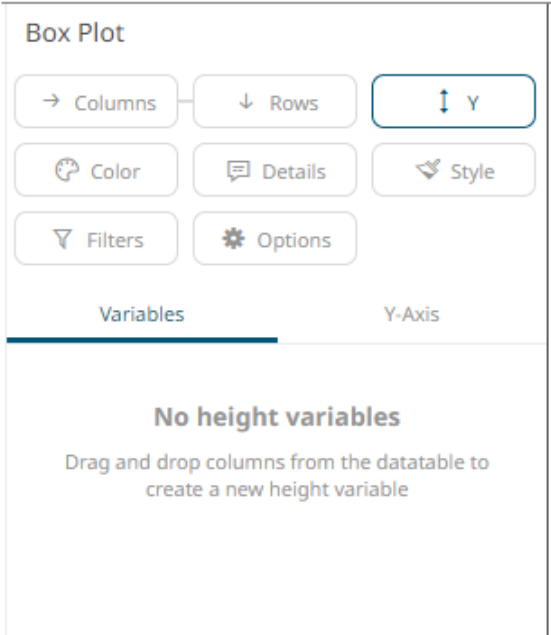 Box Plot
Columns Rows Y
Color Details Style
Filters Options
Variables Y-Axis
No height variables
Drag and drop columns from the datatable to
create a new height variable